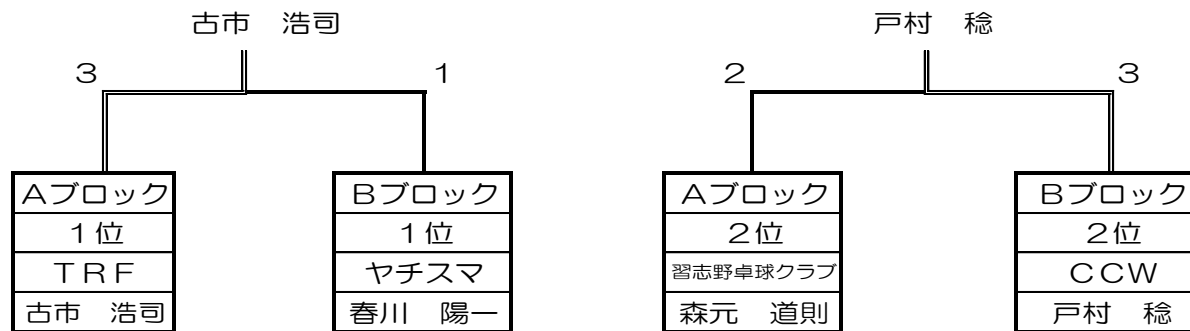 古市　浩司
戸村　稔
３ １ ２ ３
Ａブロック Ｂブロック Ａブロック Ｂブロック
１位 １位 ２位 ２位
ＴＲＦ ヤチスマ 習志野卓球クラブ ＣＣＷ
古市　浩司 春川　陽一 森元　道則 戸村　稔